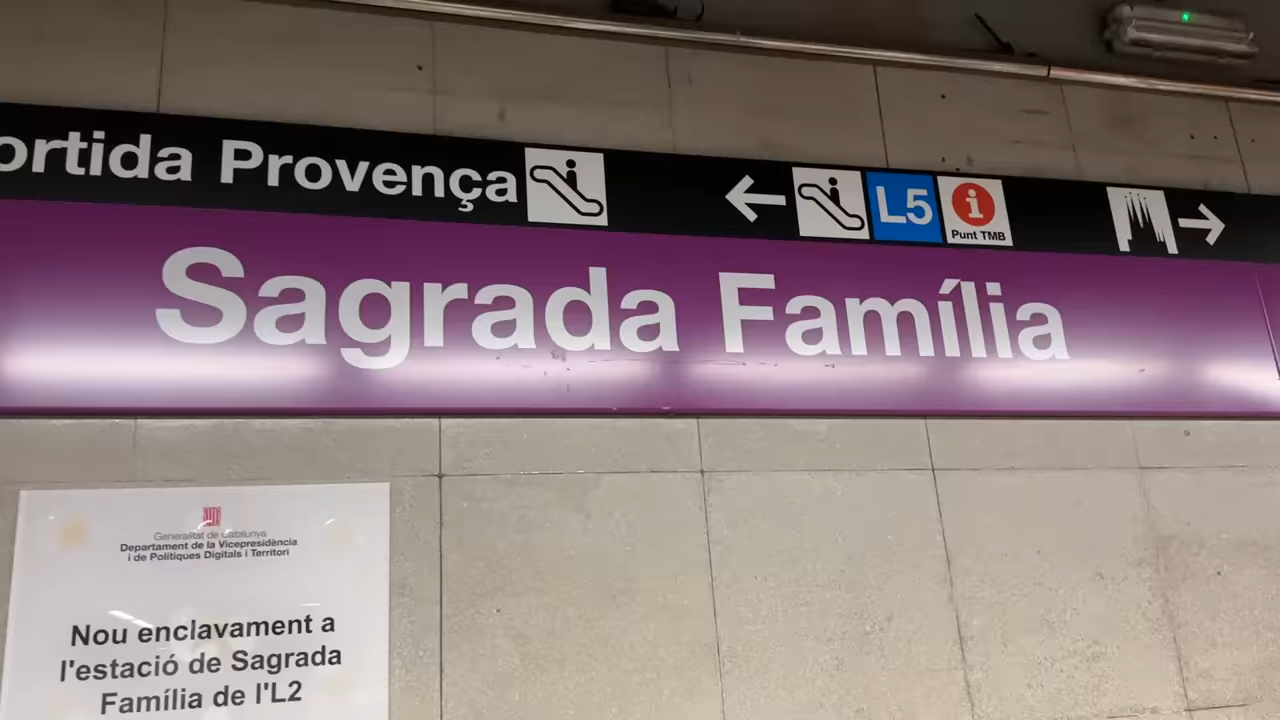 ortida Provença
L5
i
Punt TMB
Sagrada Família
Generalitat de Catalunya
Departament de la Vicepresidència
i de Polítiques Digitals i Territori
Nou enclavament a
l'estació de Sagrada
Família de l'L2